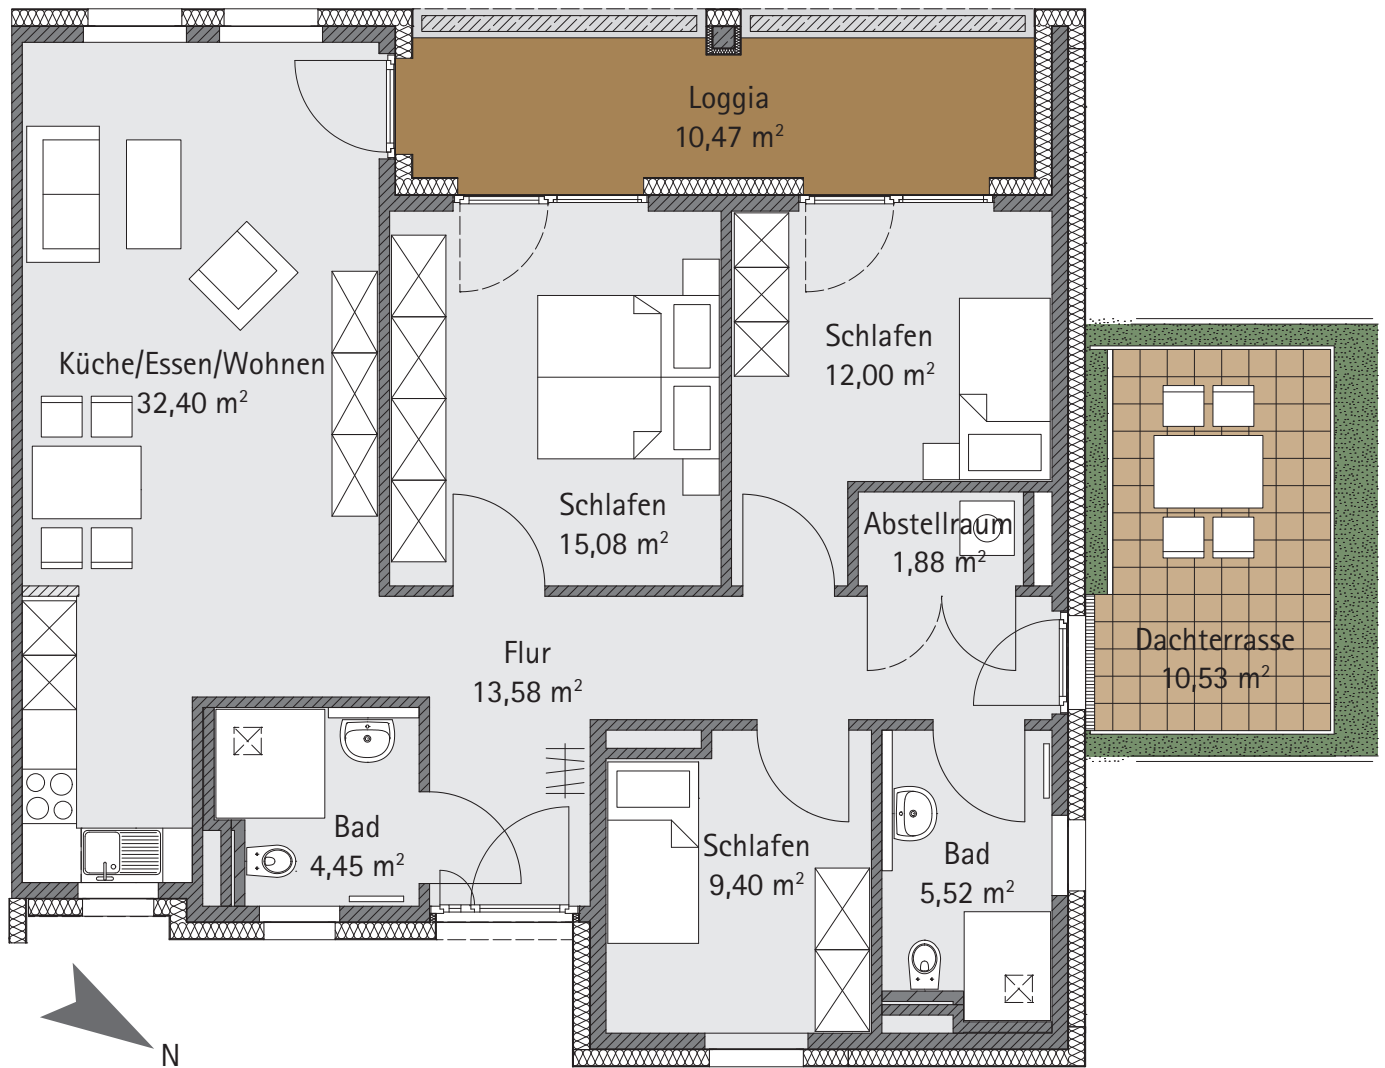 Loggia
10,47 m²
Küche/Essen/Wohnen
32,40 m²
Schlafen
12,00 m²
Schlafen
15,08 m²
Abstellraum
1,88 m²
Flur
13,58 m²
Dachterrasse
10,53 m²
Bad
4,45 m²
Schlafen
9,40 m²
Bad
5,52 m²
N